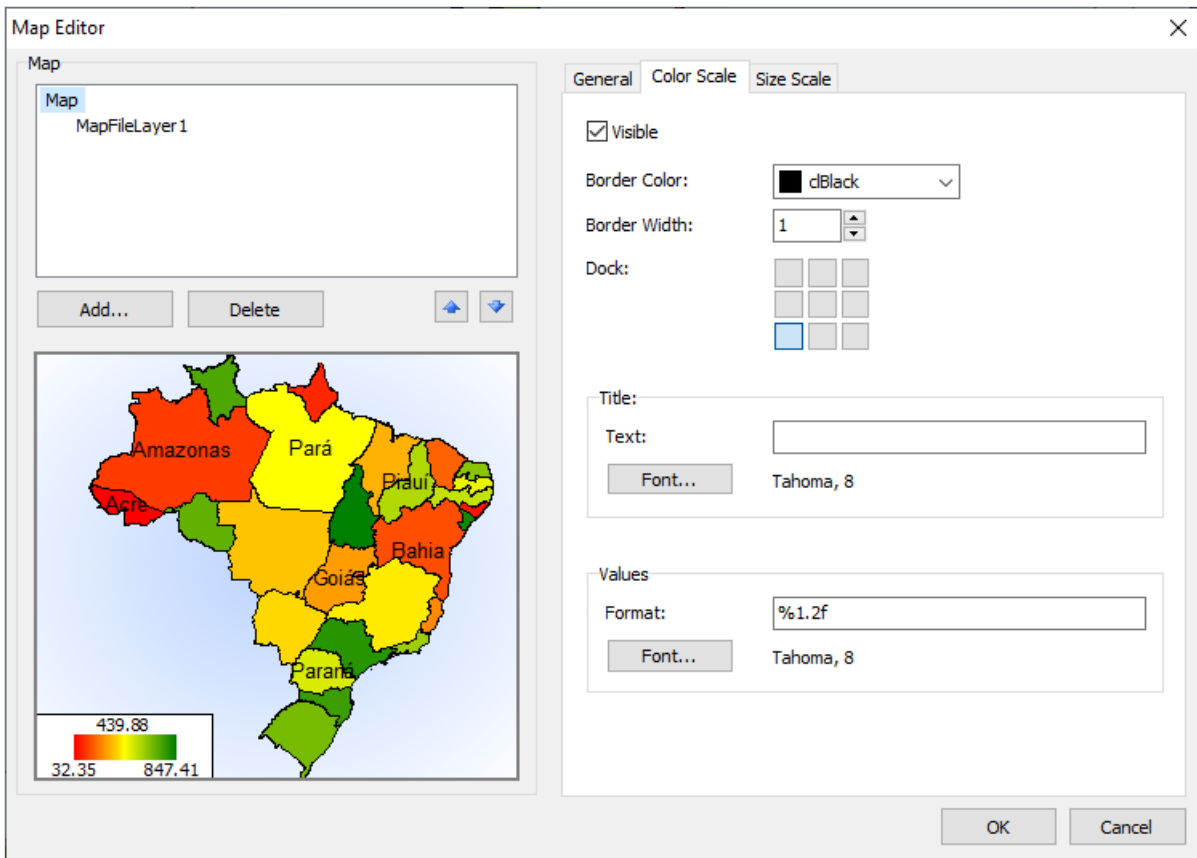 Map Editor
Map
Map
MapFileLayer1
Add...
Delete
Amazonas
Pará
Piauí
Acre
Bahia
Goiás
Paraná
439.88
32.35 847.41
General Color Scale Size Scale
Visible
Border Color: clBlack
Border Width: 1
Dock:
Title:
Text:
Font... Tahoma, 8
Values
Format: %1.2f
Font... Tahoma, 8
OK Cancel